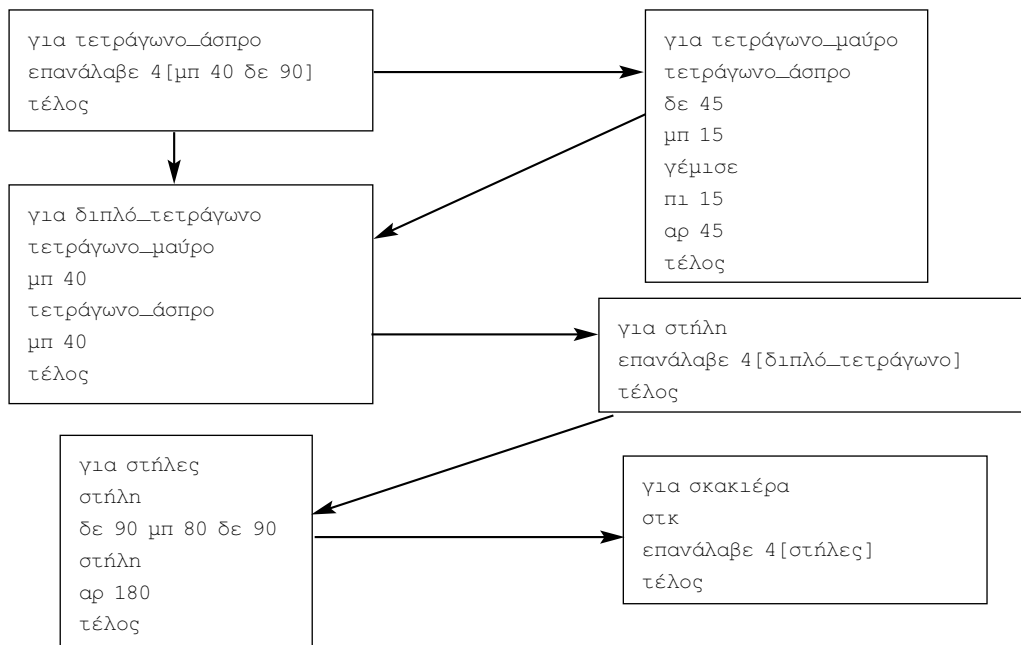 για τετράγωνο_άσπρο
επανάλαβε 4[μπ 40 δε 90]
τέλος
για τετράγωνο_μαύρο
τετράγωνο_άσπρο
δε 45
μπ 15
γέμισε
πι 15
αρ 45
τέλος
για διπλό_τετράγωνο
τετράγωνο_μαύρο
μπ 40
τετράγωνο_άσπρο
μπ 40
τέλος
για στήλη
επανάλαβε 4[διπλό_τετράγωνο]
τέλος
για στήλες
στήλη
δε 90 μπ 80 δε 90
στήλη
αρ 180
τέλος
για σκακιέρα
στκ
επανάλαβε 4[στήλες]
τέλος